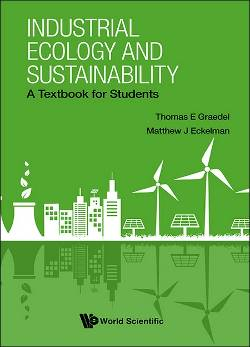 INDUSTRIAL
ECOLOGY AND
SUSTAINABILITY
A Textbook for Students
Thomas E Graedel
Matthew J Eckelman
World Scientific